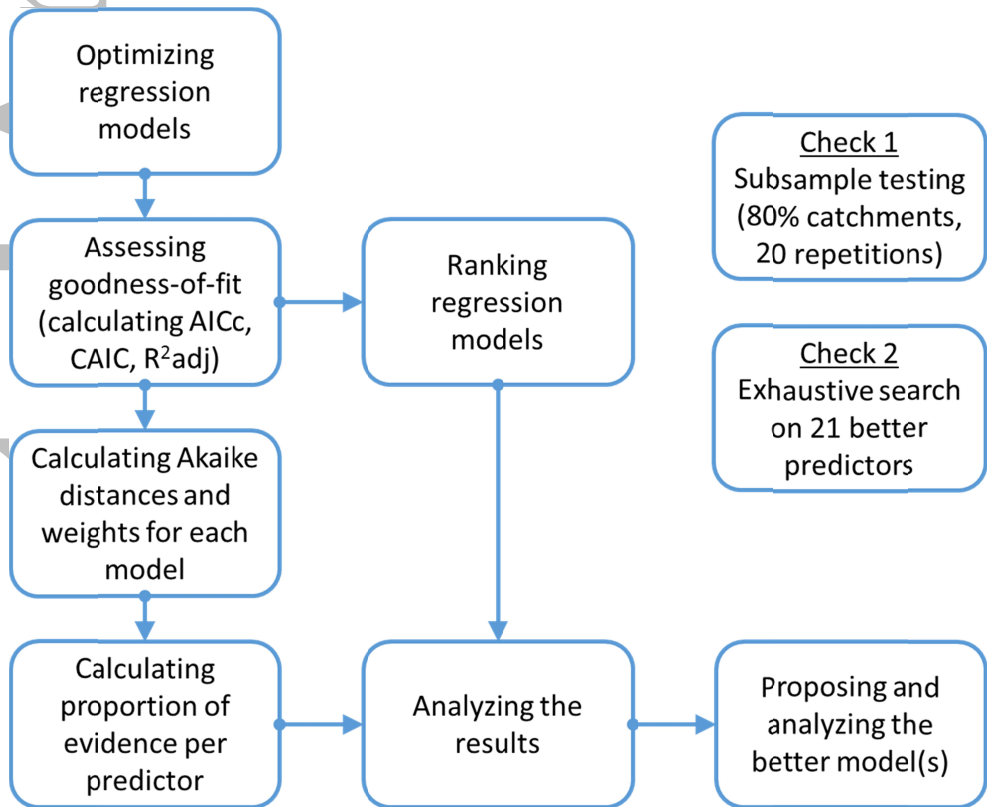 Optimizing
regression
models
Assessing
goodness-of-fit
(calculating AICc,
CAIC, R²adj)
Ranking
regression
models
Calculating Akaike
distances and
weights for each
model
Calculating
proportion of
evidence per
predictor
Analyzing the
results
Proposing and
analyzing the
better model(s)
Check 1
Subsample testing
(80% catchments,
20 repetitions)
Check 2
Exhaustive search
on 21 better
predictors